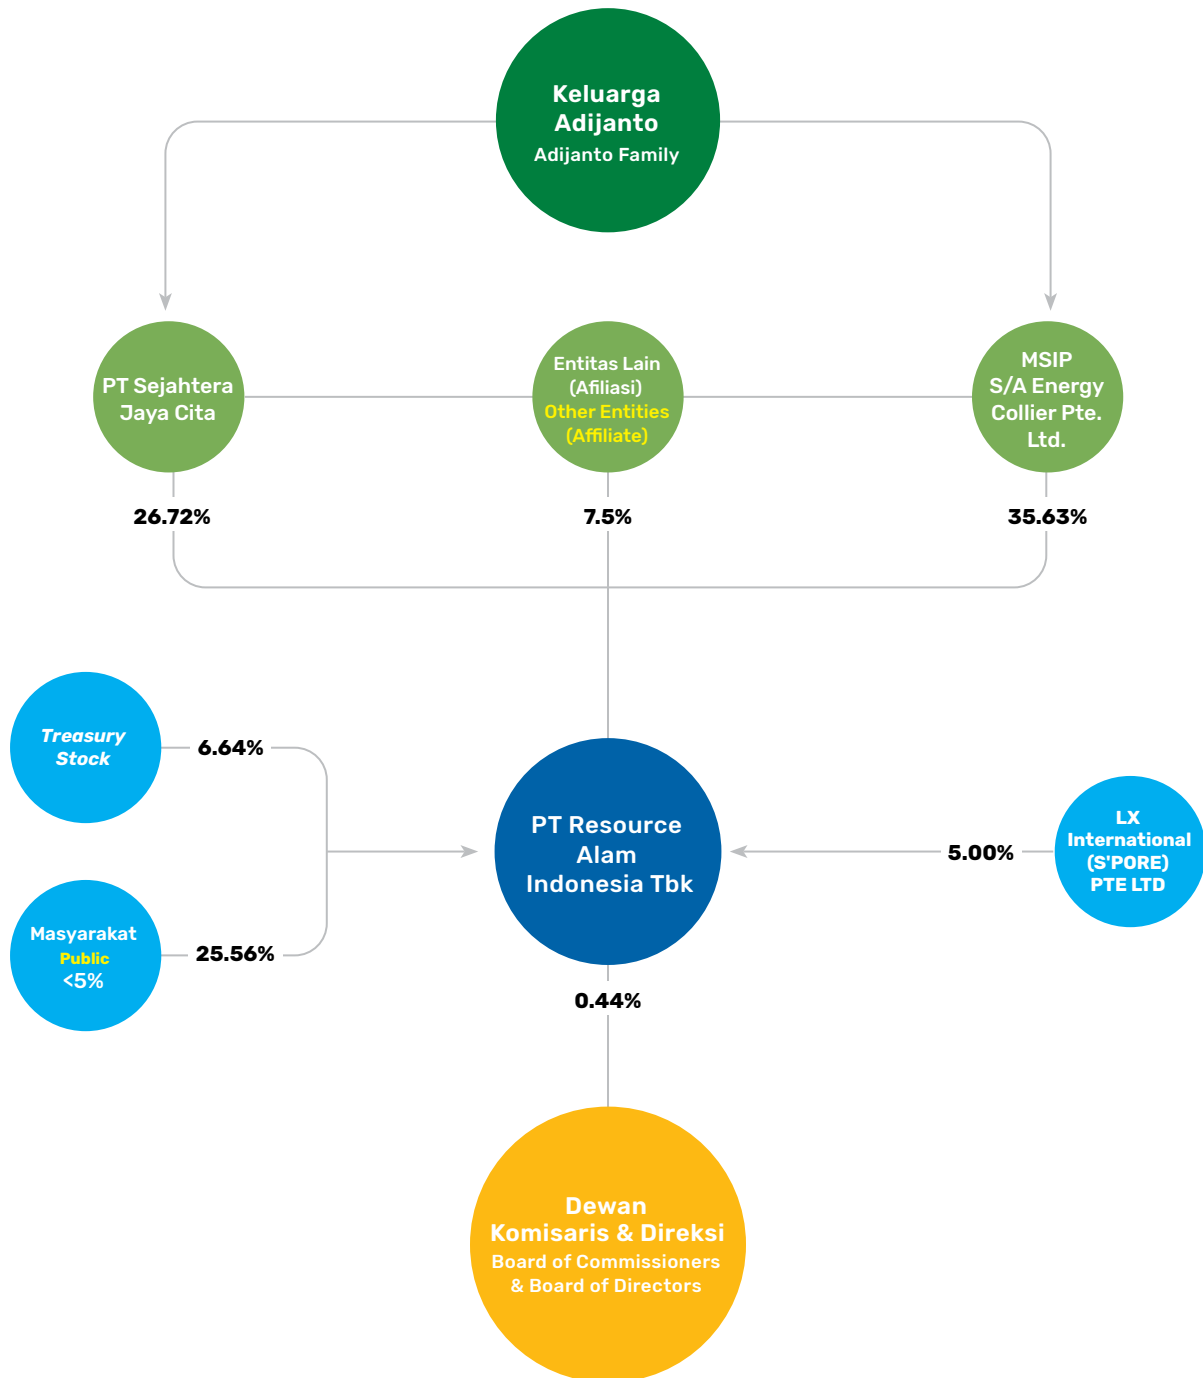 Keluarga
Adijanto
Adijanto Family
PT Sejahtera
Jaya Cita
Entitas Lain
(Afiliasi)
Other Entities
(Affiliate)
MSIP
S/A Energy
Collier Pte.
Ltd.
26.72%
7.5%
35.63%
Treasury
Stock
6.64%
PT Resource
Alam
Indonesia Tbk
5.00%
LX
International
(S'PORE)
PTE LTD
Masyarakat
Public
<5%
25.56%
0.44%
Dewan
Komisaris & Direksi
Board of Commissioners
& Board of Directors